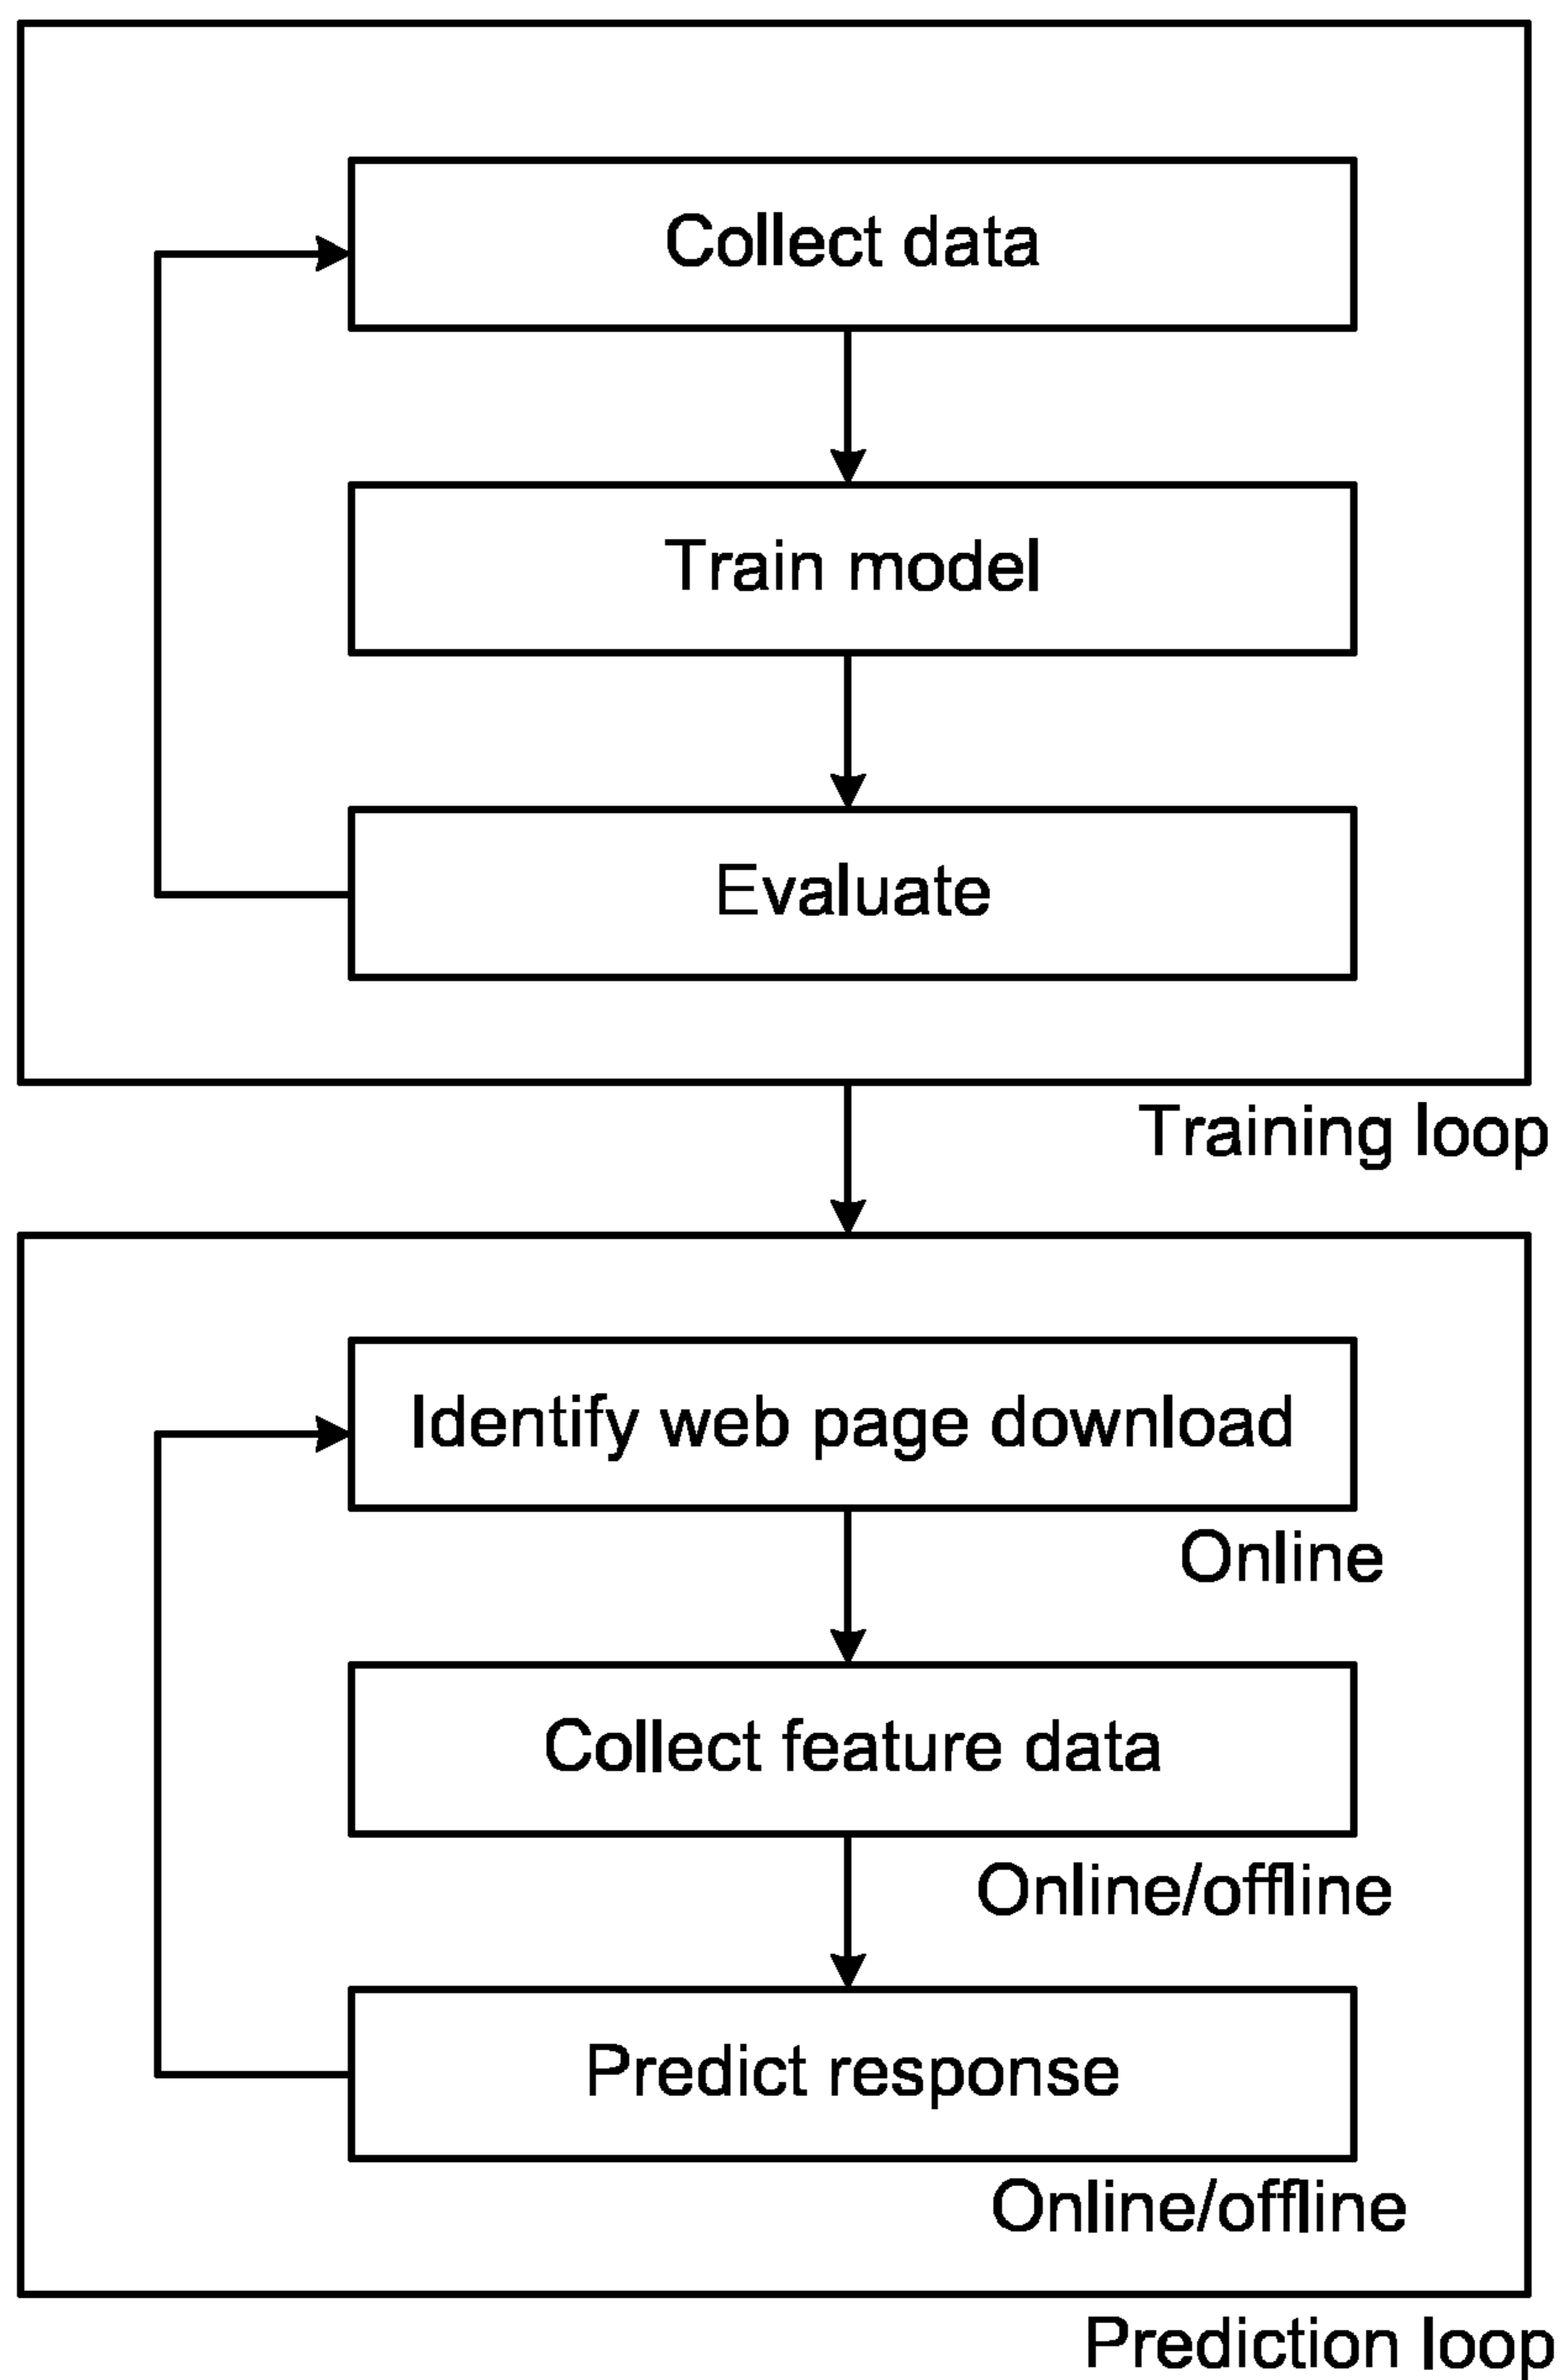 Collect data
Train model
Evaluate
Training loop
Identify web page download
Online
Collect feature data
Online/offline
Predict response
Online/offline
Prediction loop